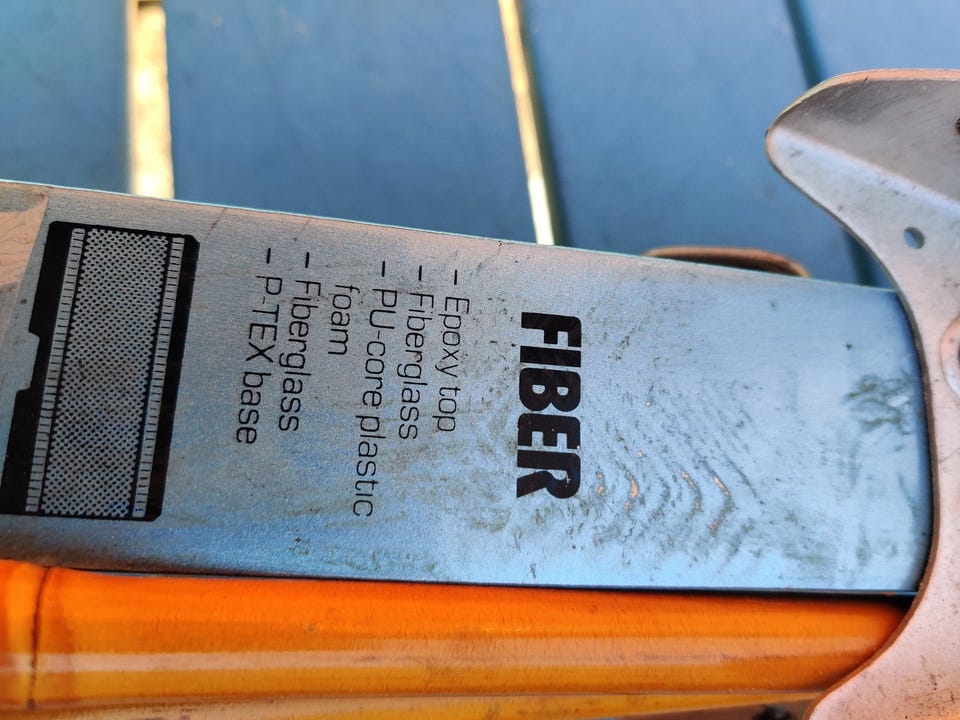 FIBER
- Epoxy top
- Fiberglass
- PU-core plastic
foam
- Fiberglass
- P-TEX base